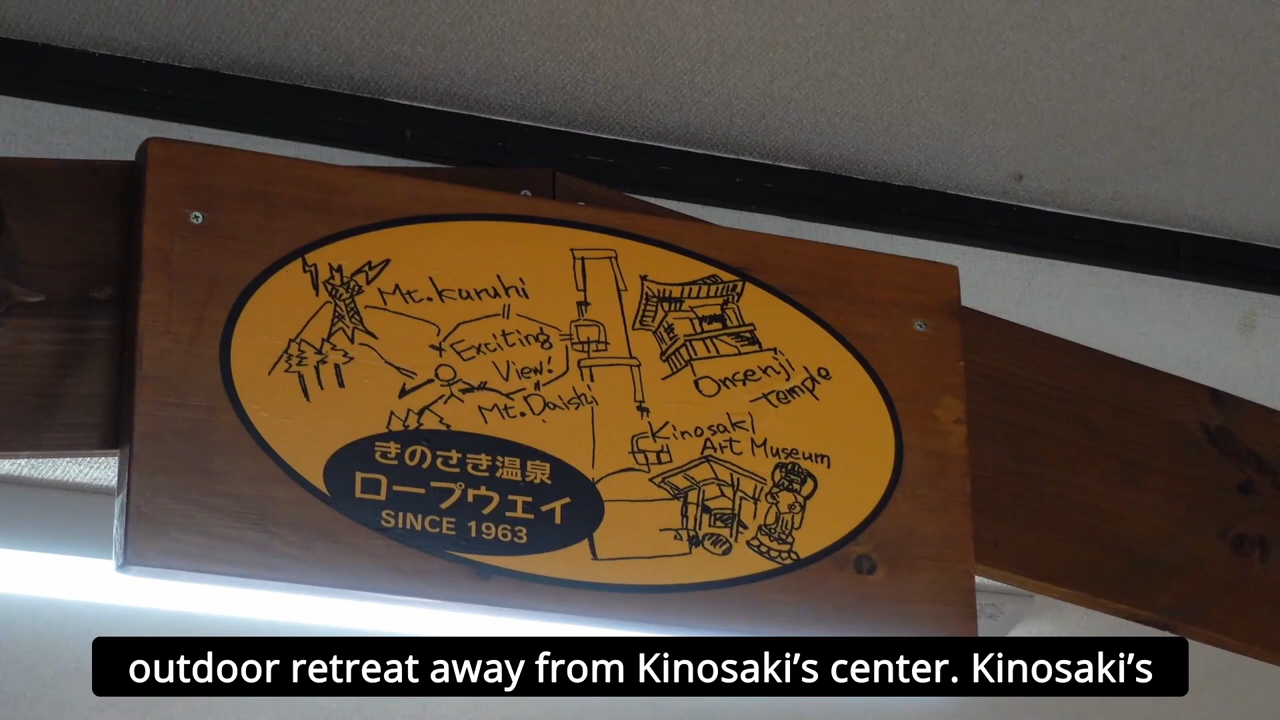 Mt.Karuhi
Exciting
View!
Mt.Daishi
Onsenji
temple
Kinosaki
Art Museum
きのさき温泉
ロープウエイ
SINCE 1963
outdoor retreat away from Kinosaki’s center. Kinosaki’s